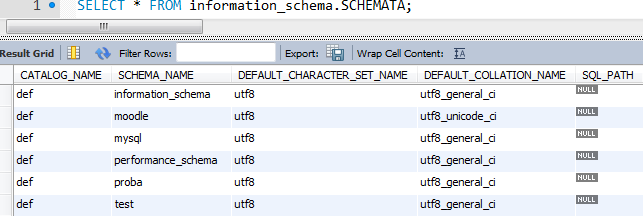 1 SELECT * FROM information_schema.SCHEMATA;
Result Grid Filter Rows: Export: Wrap Cell Content: IA
CATALOG_NAME SCHEMA_NAME DEFAULT_CHARACTER_SET_NAME DEFAULT_COLLATION_NAME SQL_PATH
def information_schema utf8 utf8_general_ci NULL
def moodle utf8 utf8_unicode_ci NULL
def mysql utf8 utf8_general_ci NULL
def performance_schema utf8 utf8_general_ci NULL
def proba utf8 utf8_general_ci NULL
def test utf8 utf8_general_ci NULL